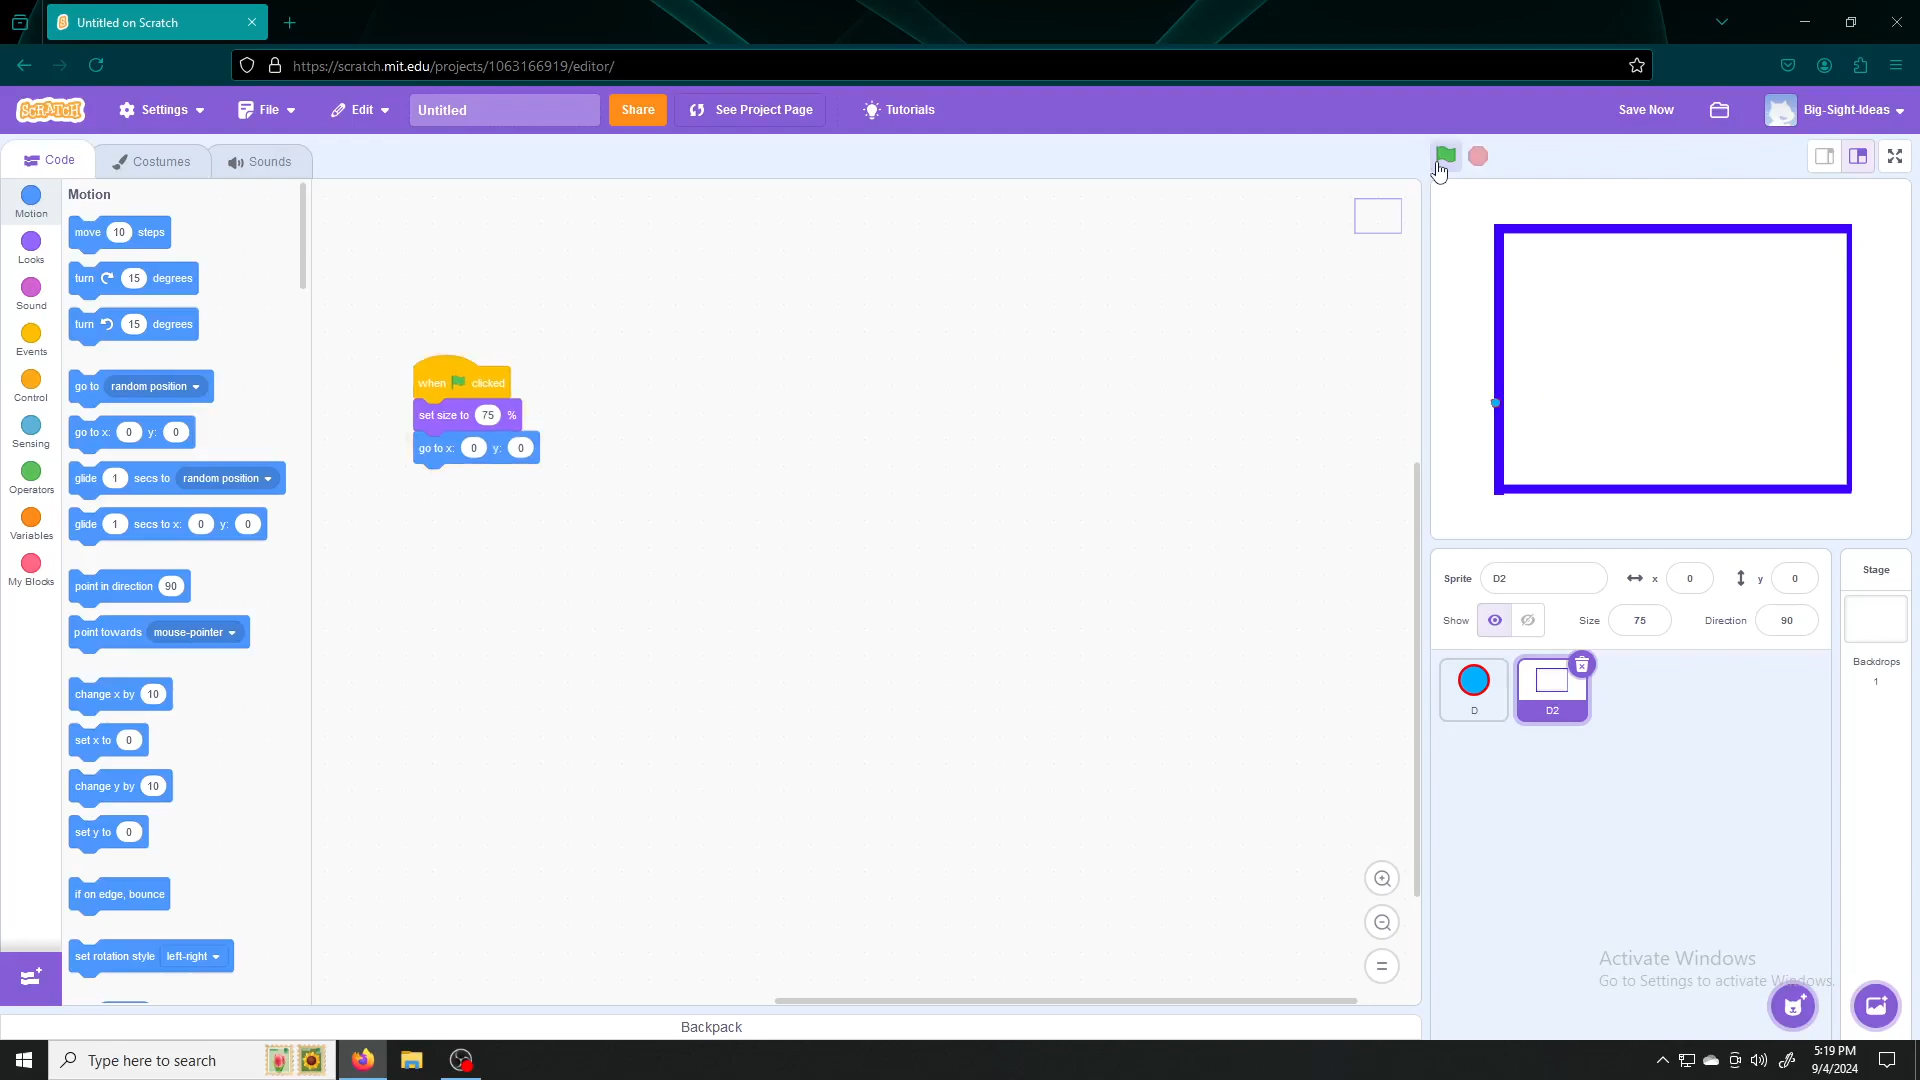 Untitled on Scratch
https://scratch.mit.edu/projects/1063166919/editor/
SCRATCH
Settings
File
Edit
Untitled
Share
See Project Page
Tutorials
Save Now
Big-Sight-Ideas
Code
Costumes
Sounds
Motion
Looks
Sound
Events
Control
Sensing
Operators
Variables
My Blocks
Motion
move 10 steps
turn 15 degrees
turn 15 degrees
go to random position
go to x: 0 y: 0
glide 1 secs to random position
glide 1 secs to x: 0 y: 0
point in direction 90
point towards mouse-pointer
change x by 10
set x to 0
change y by 10
set y to 0
if on edge, bounce
set rotation style left-right
when clicked
set size to 75 %
go to x: 0 y: 0
Sprite D2 x 0 y 0
Show Size 75 Direction 90
D
D2
Stage
Backdrops
1
Activate Windows
Go to Settings to activate Windows.
Backpack
Type here to search
5:19 PM
9/4/2024